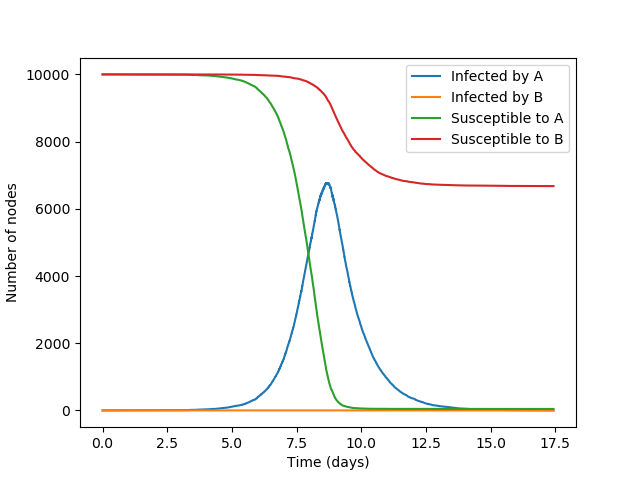 10000
8000
6000
4000
2000
0
Number of nodes
Infected by A
Infected by B
Susceptible to A
Susceptible to B
0.0 2.5 5.0 7.5 10.0 12.5 15.0 17.5
Time (days)